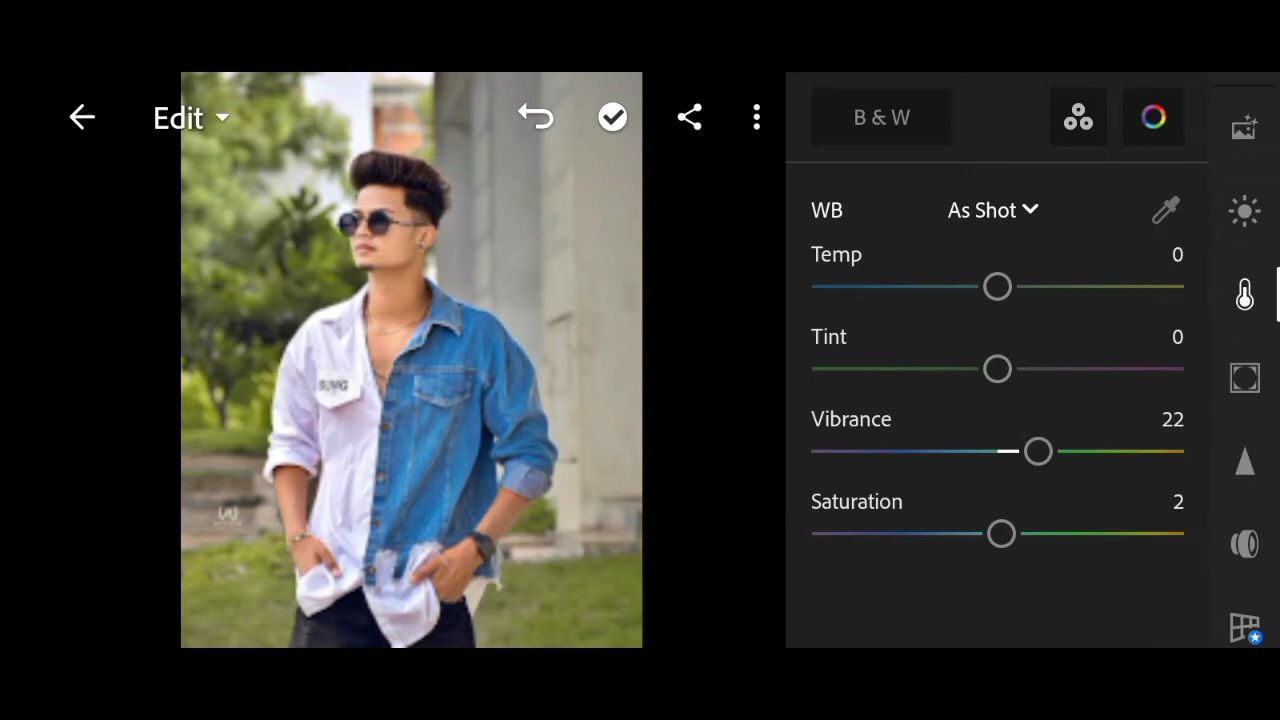 Edit
B & W
WB As Shot
Temp 0
Tint 0
Vibrance 22
Saturation 2